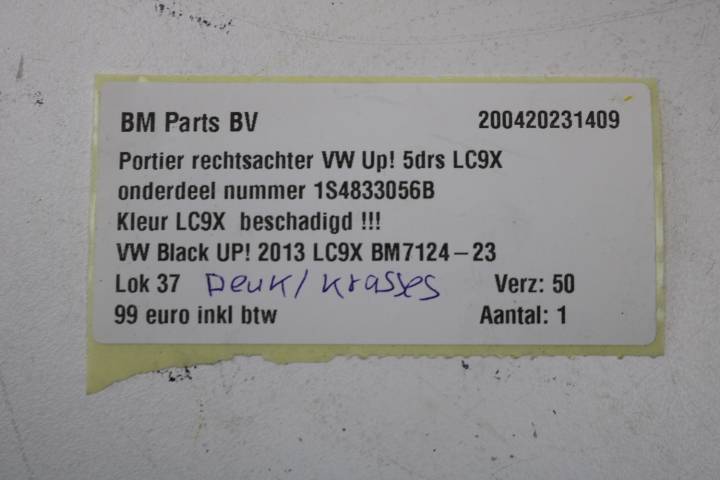 BM Parts BV 200420231409
Portier rechtsachter VW Up! 5drs LC9X
onderdeel nummer 1S4833056B
Kleur LC9X beschadigd !!!
VW Black UP! 2013 LC9X BM7124-23
Lok 37 Deuk/krasses Verz: 50
99 euro inkl btw Aantal: 1